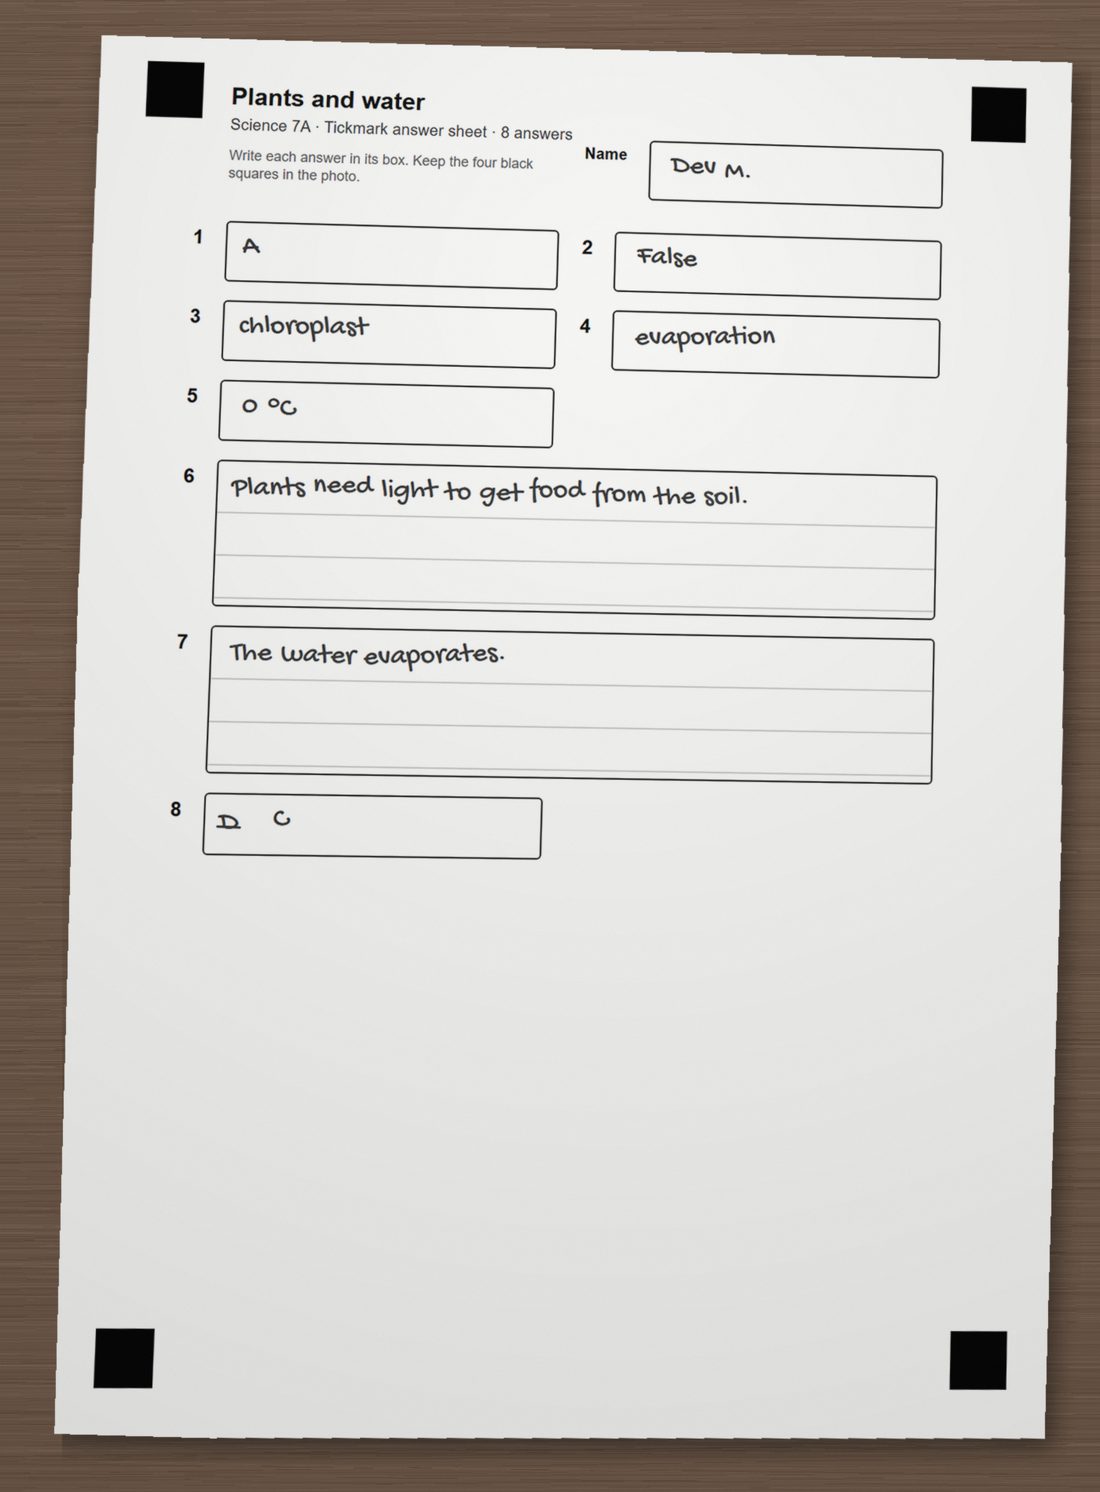 Plants and water
Science 7A · Tickmark answer sheet · 8 answers
Write each answer in its box. Keep the four black
squares in the photo.
Name
Dev M.
1
A
2
False
3
chloroplast
4
evaporation
5
0 °C
6
Plants need light to get food from the soil.
7
The water evaporates.
8
D C